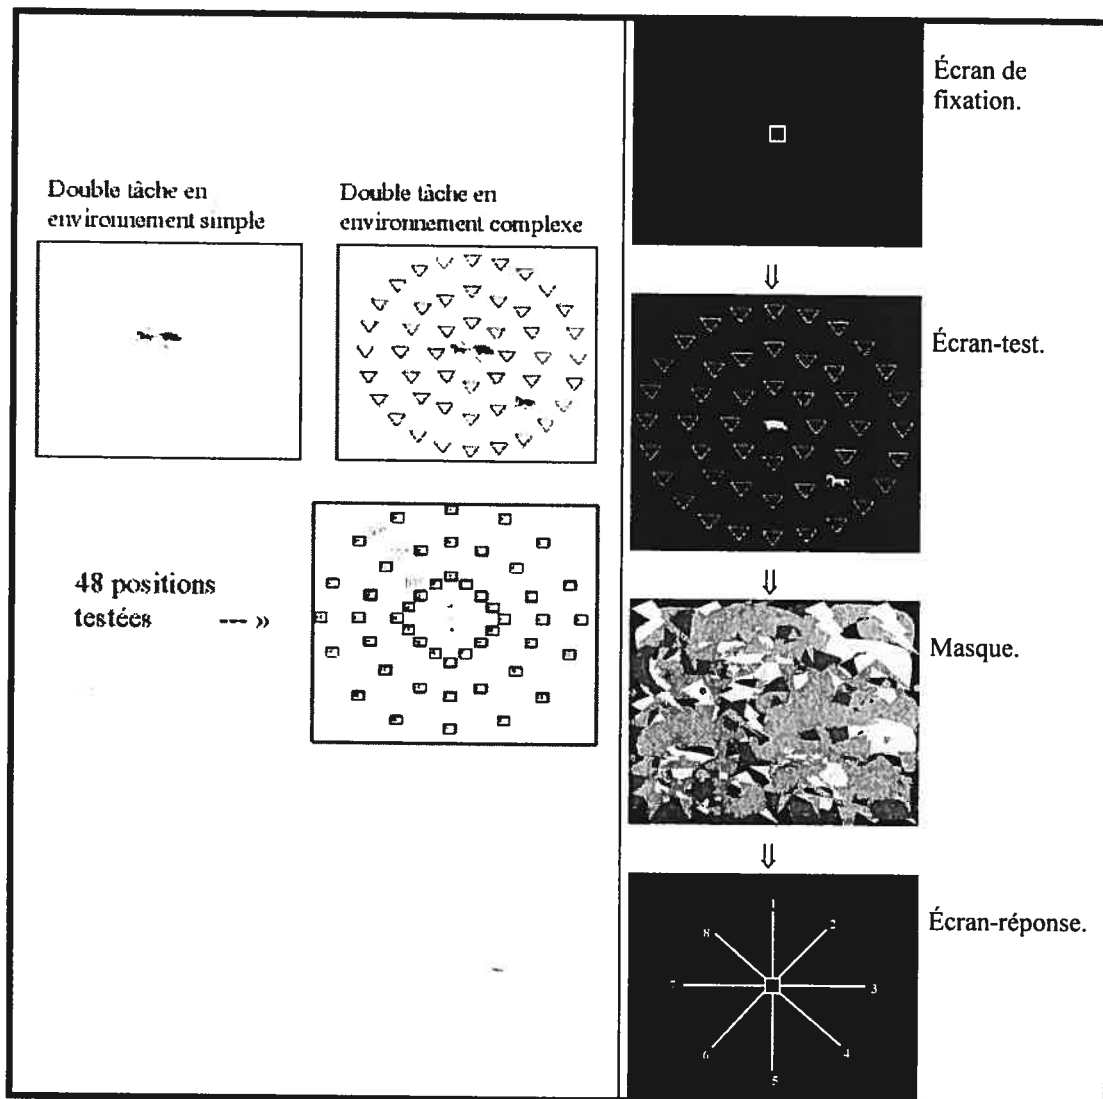 Double tâche en
environnement simple
Double tâche en
environnement complexe
48 positions
testées --- »
Écran de
fixation.
⇓
Écran-test.
⇓
Masque.
⇓
Écran-réponse.
1
2
3
4
5
6
7
8